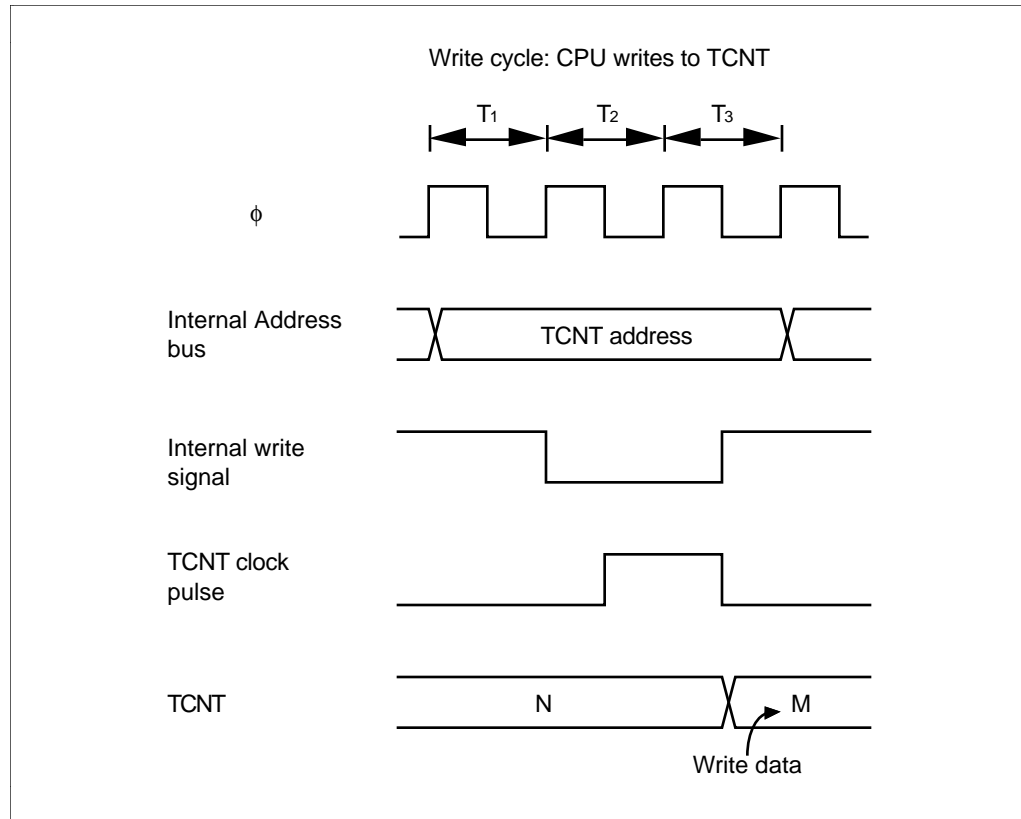 Write cycle: CPU writes to TCNT
T1 T2 T3
ϕ
Internal Address
bus
TCNT address
Internal write
signal
TCNT clock
pulse
TCNT
N
M
Write data